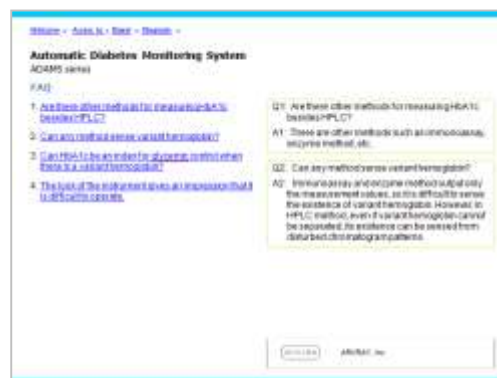 Automatic Diabetes Monitoring System
ADAMS series
FAQ
1. Are there other methods for measuring HbA1c
besides HPLC?
2. Can any method sense variant hemoglobin?
3. Can HbA1c be an index for glycemic control when
there is a variant hemoglobin?
4. The look of the instrument gives an impression that it
is difficult to operate.
Q1 Are there other methods for measuring HbA1c
besides HPLC?
A1 There are other methods such as immunoassay,
enzyme method, etc.
Q2 Can any method sense variant hemoglobin?
A2 Immunoassay and enzyme method output only
the measurement values, so it is difficult to sense
the existence of variant hemoglobin. However, in
HPLC method, even if variant hemoglobin cannot
be separated, its existence can be sensed from
disturbed chromatogram patterns.
ARKRAY, Inc.